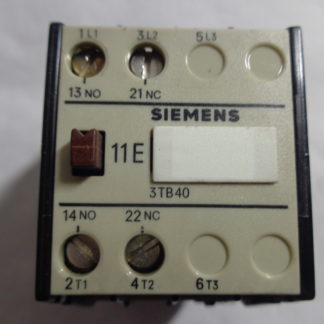 1 L1 3 L2 5 L3
13 NO 21 NC
SIEMENS
11E
3TB40
14 NO 22 NC
2 T1 4 T2 6 T3